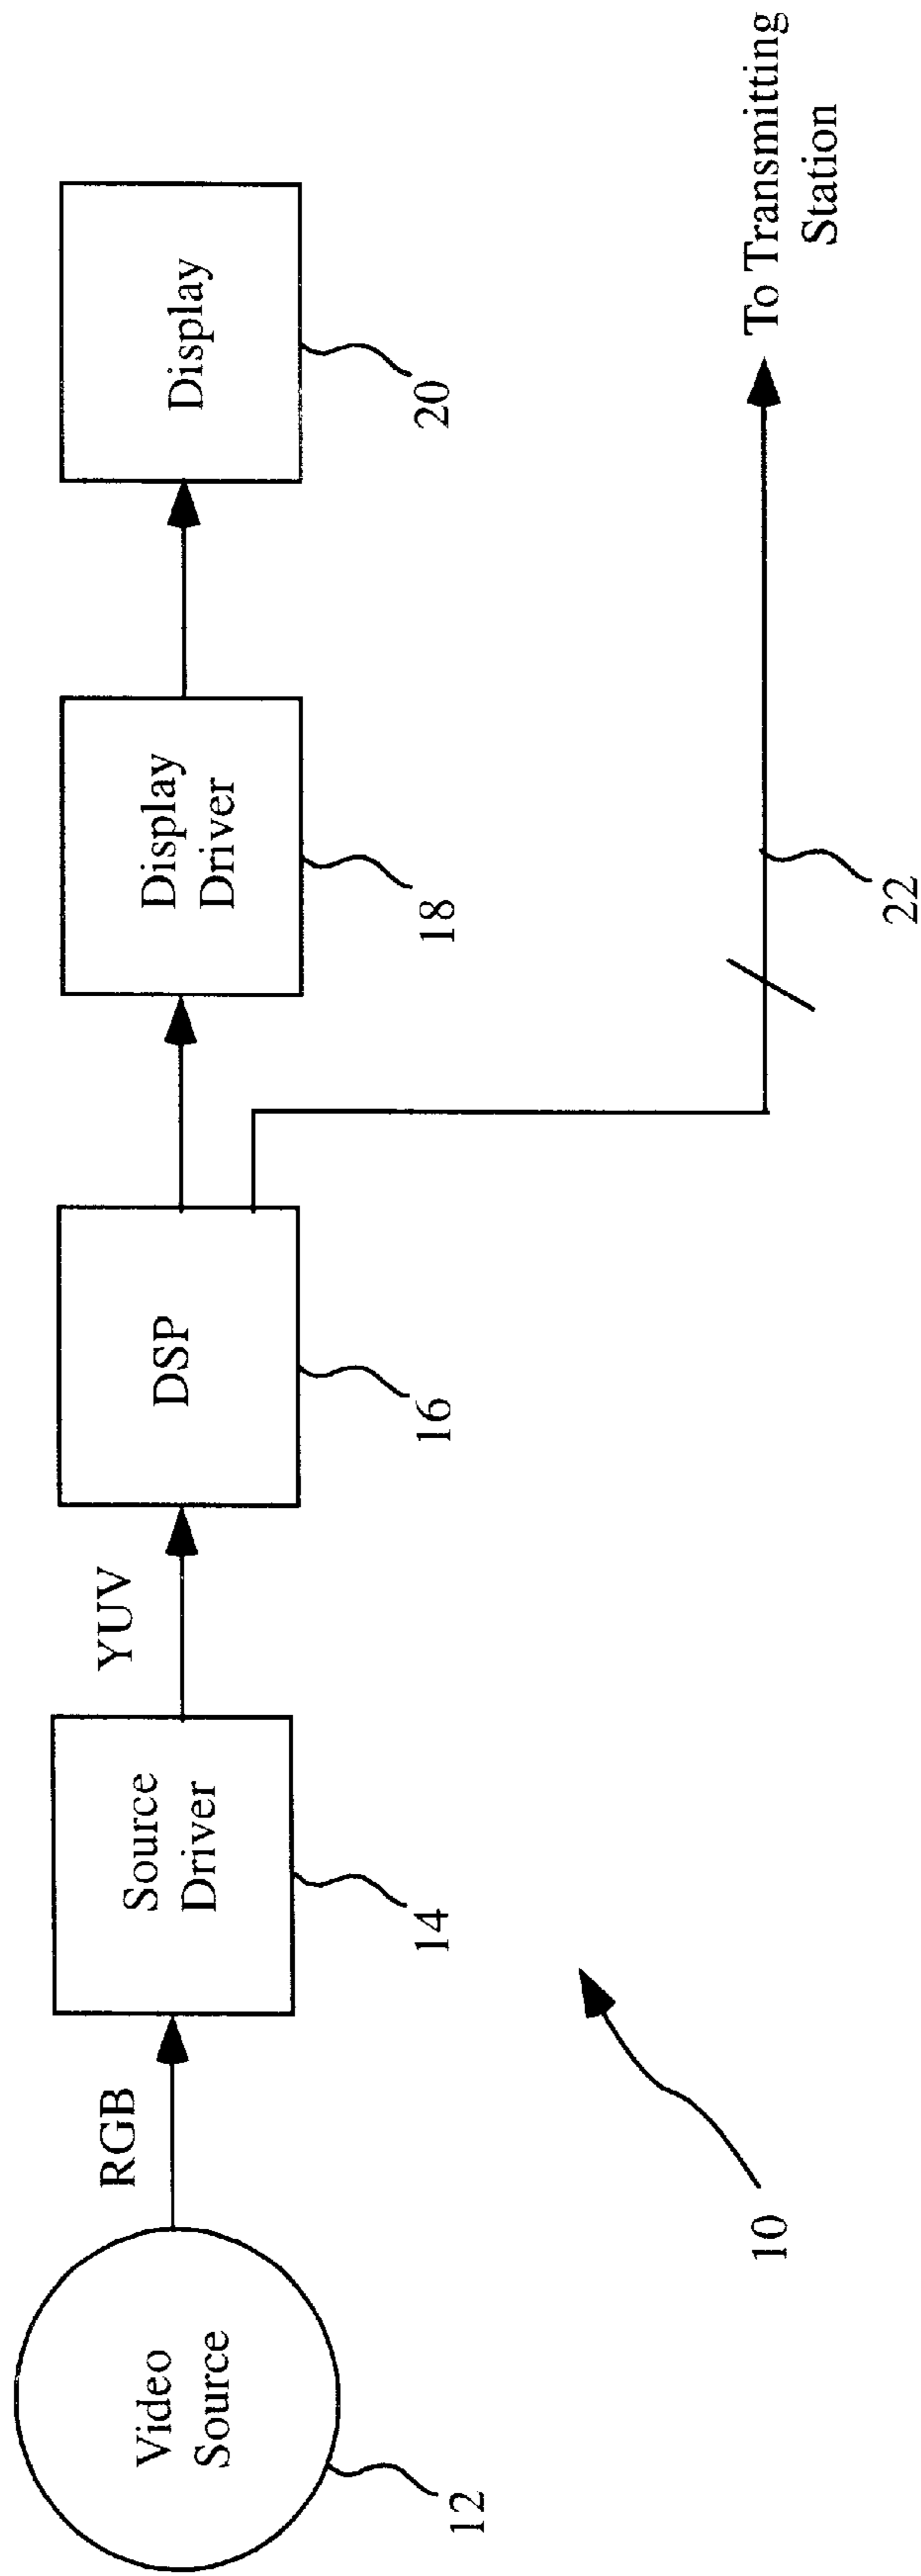 Video
Source
12
RGB
Source
Driver
14
YUV
DSP
16
Display
Driver
18
Display
20
10
22
To Transmitting
Station